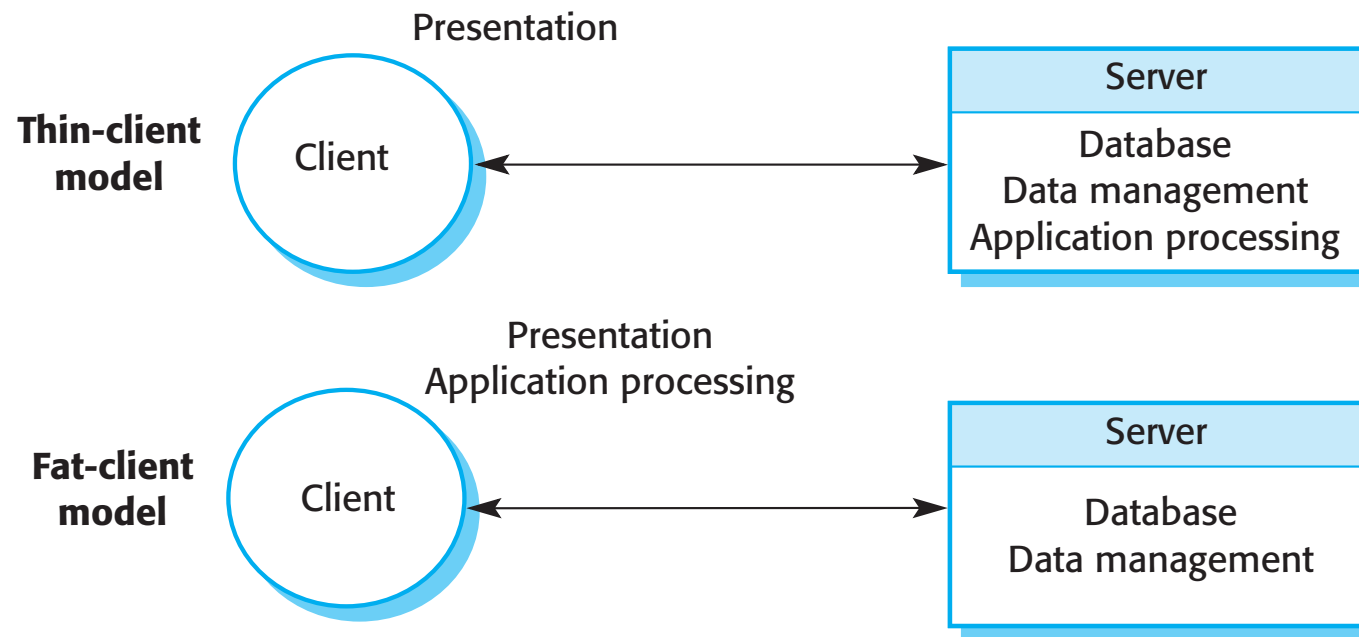 Presentation
Thin-client
model
Client
Server
Database
Data management
Application processing
Presentation
Application processing
Fat-client
model
Client
Server
Database
Data management